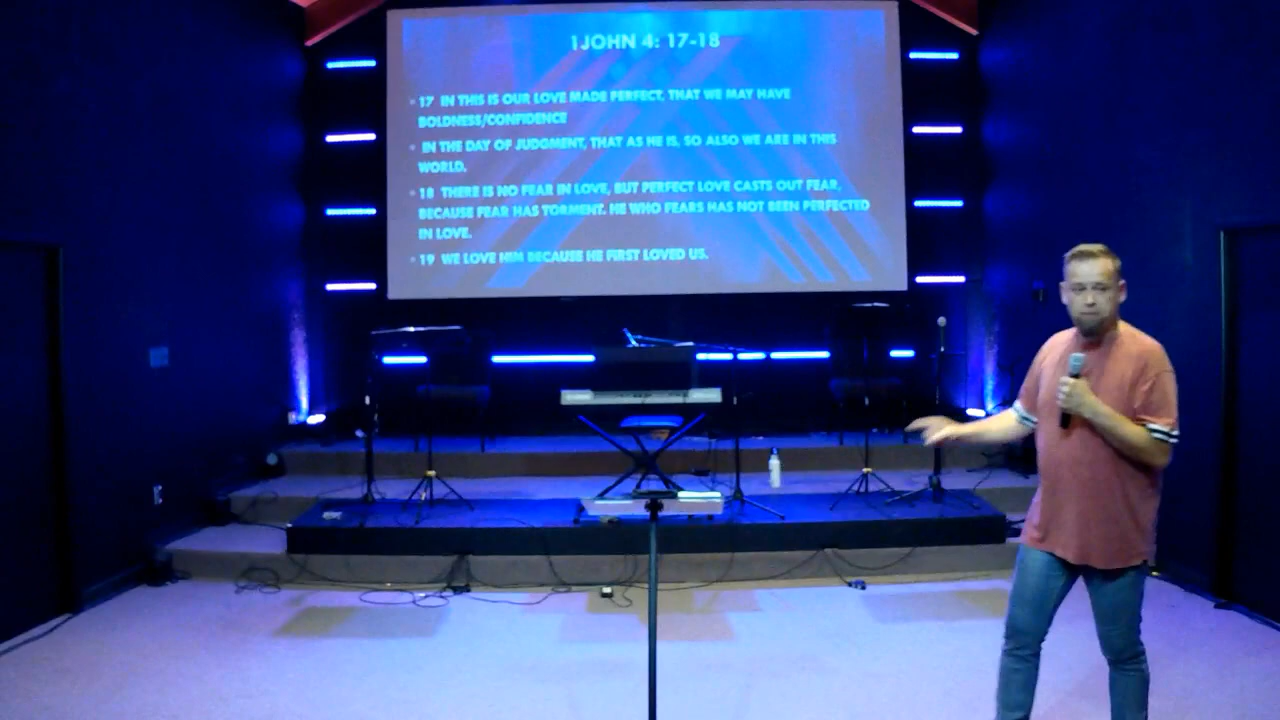 1JOHN 4: 17-18
17 IN THIS IS OUR LOVE MADE PERFECT, THAT WE MAY HAVE
BOLDNESS/CONFIDENCE
IN THE DAY OF JUDGMENT, THAT AS HE IS, SO ALSO WE ARE IN THIS
WORLD.
18 THERE IS NO FEAR IN LOVE, BUT PERFECT LOVE CASTS OUT FEAR,
BECAUSE FEAR HAS TORMENT. HE WHO FEARS HAS NOT BEEN PERFECTED
IN LOVE.
19 WE LOVE HIM BECAUSE HE FIRST LOVED US.